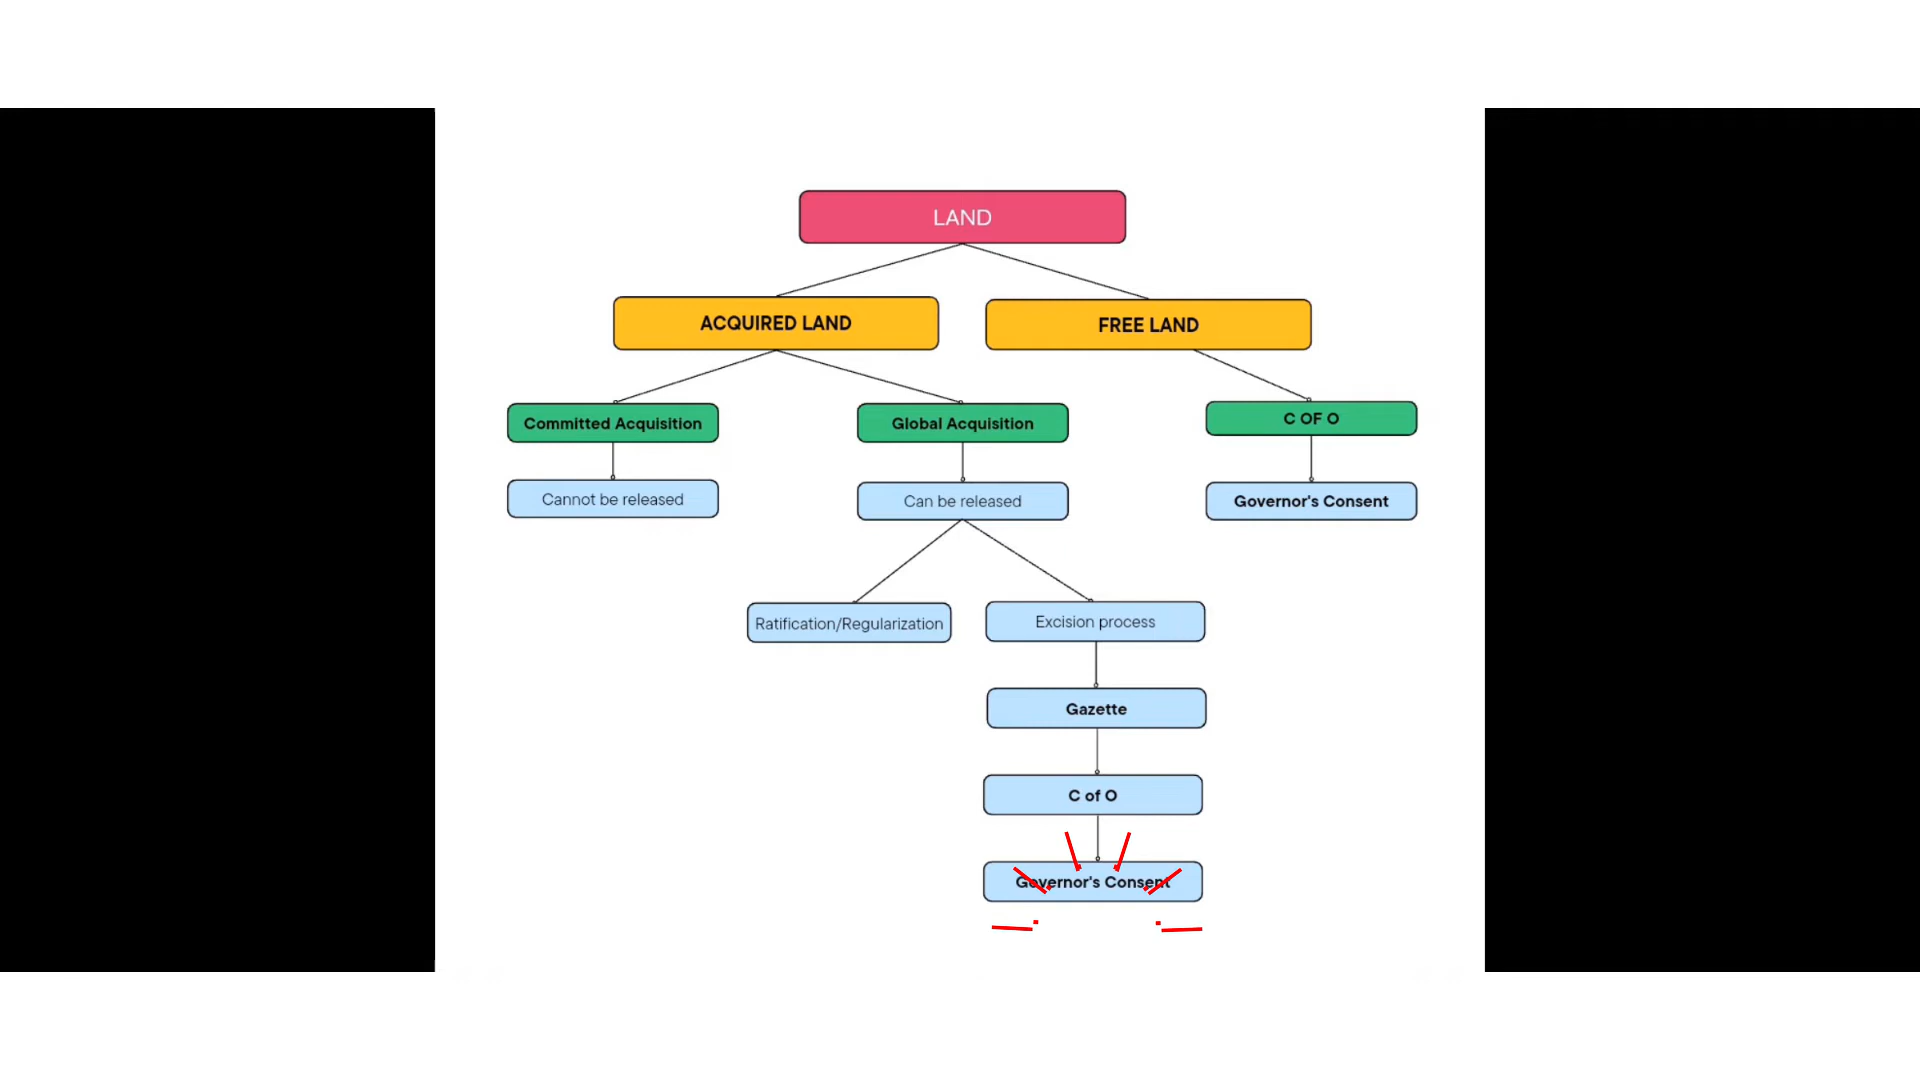 LAND
ACQUIRED LAND
FREE LAND
Committed Acquisition
Global Acquisition
C OF O
Cannot be released
Can be released
Governor's Consent
Ratification/Regularization
Excision process
Gazette
C of O
Governor's Consent